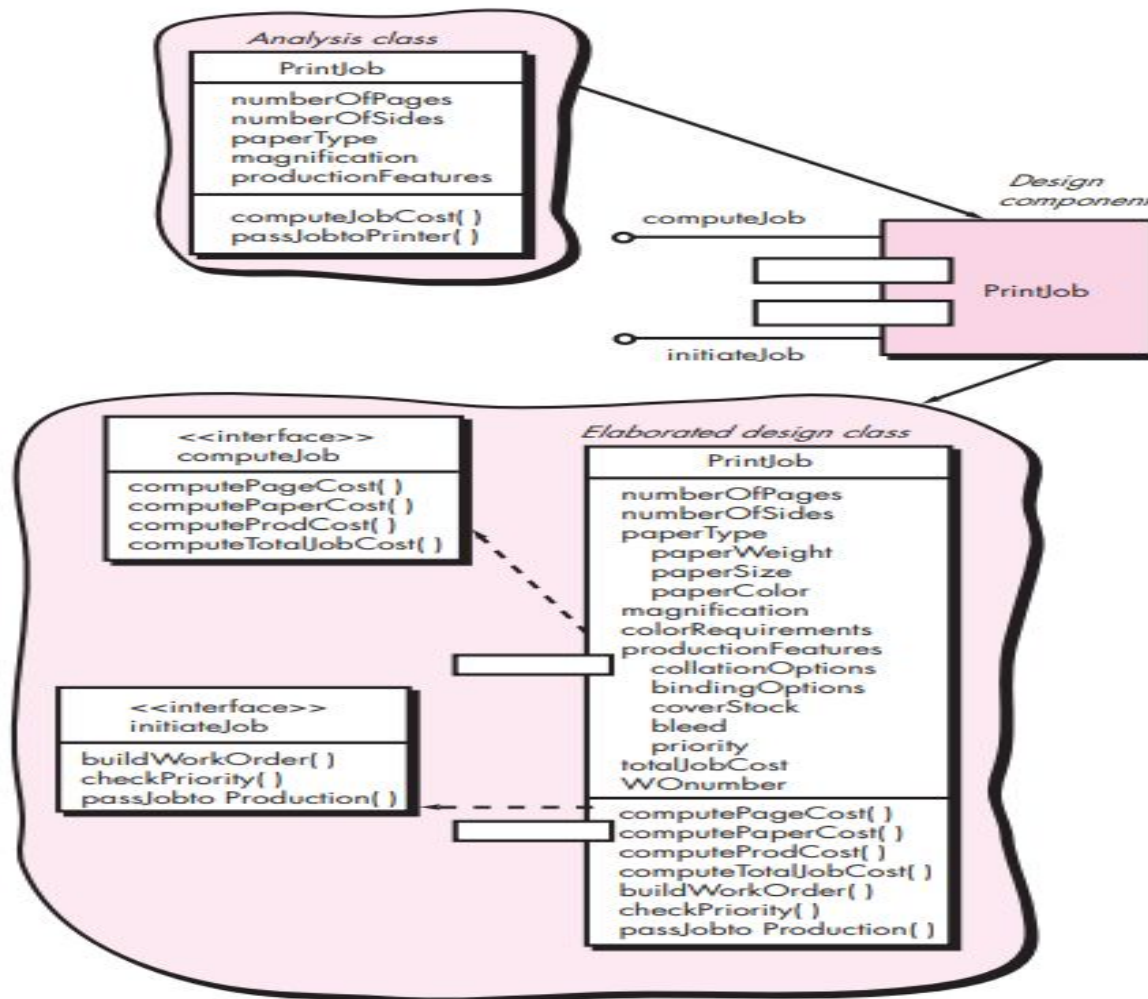 Analysis class
PrintJob
numberOfPages
numberOfSides
paperType
magnification
productionFeatures
computeJobCost( )
passJobtoPrinter( )
Design
component
computeJob
PrintJob
initiateJob
<<interface>>
computeJob
computePageCost( )
computePaperCost( )
computeProdCost( )
computeTotalJobCost( )
<<interface>>
initiateJob
buildWorkOrder( )
checkPriority( )
passJobto Production( )
Elaborated design class
PrintJob
numberOfPages
numberOfSides
paperType
paperWeight
paperSize
paperColor
magnification
colorRequirements
productionFeatures
collationOptions
bindingOptions
coverStock
bleed
priority
totalJobCost
WOnumber
computePageCost( )
computePaperCost( )
computeProdCost( )
computeTotalJobCost( )
buildWorkOrder( )
checkPriority( )
passJobto Production( )